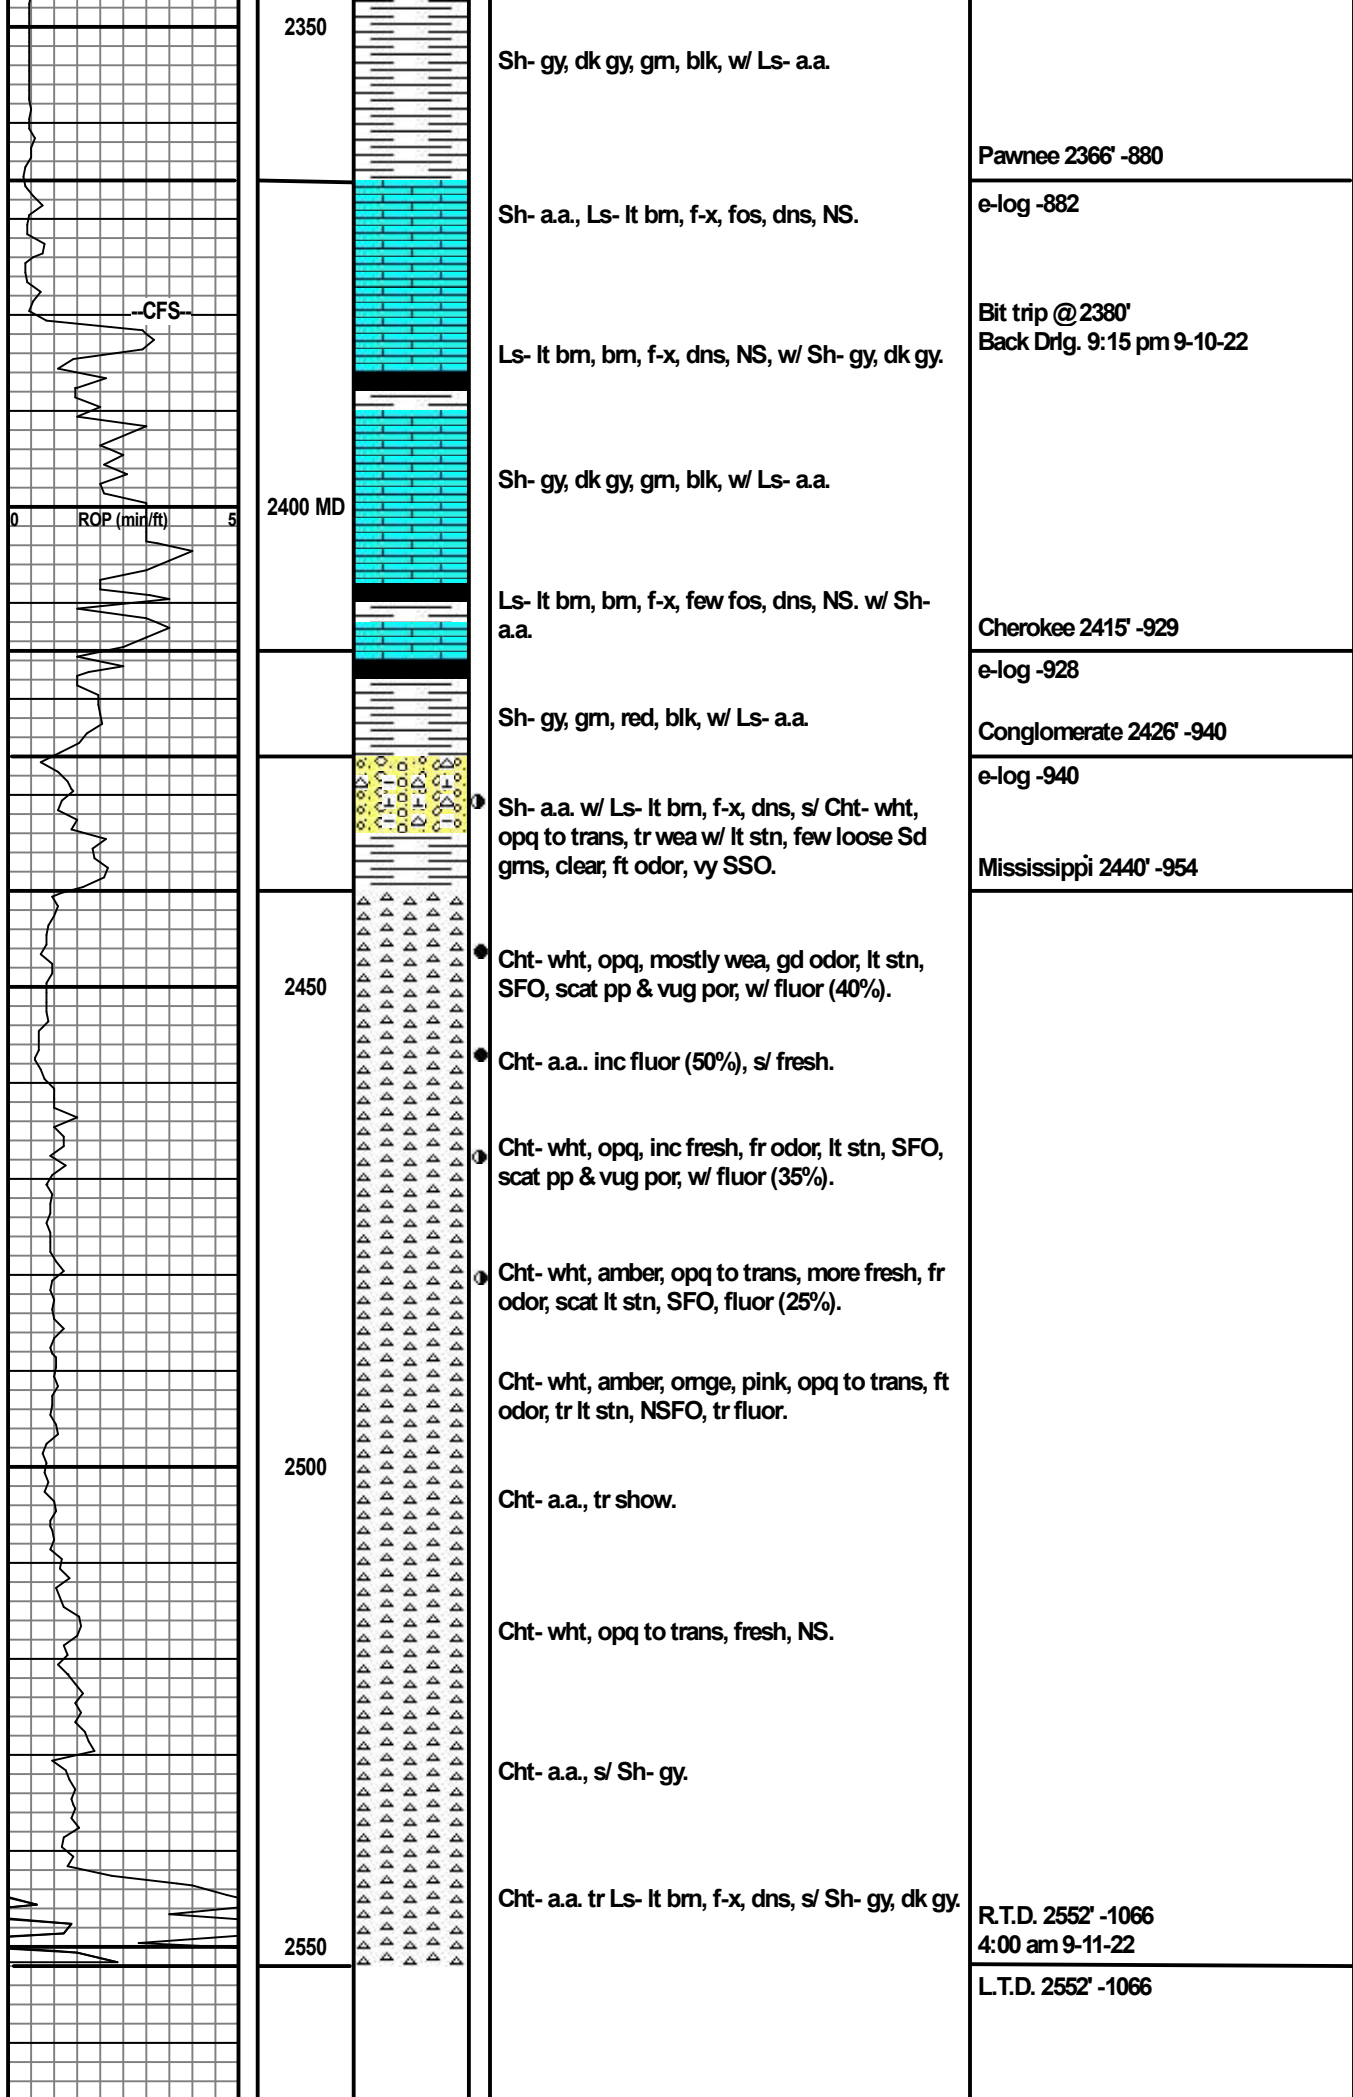 2350
Sh- gy, dk gy, grn, blk, w/ Ls- a.a.
Pawnee 2366' -880
Sh- a.a., Ls- lt brn, f-x, fos, dns, NS.
e-log -882
--CFS--
Bit trip @ 2380'
Back Drlg. 9:15 pm 9-10-22
Ls- lt brn, brn, f-x, dns, NS, w/ Sh- gy, dk gy.
Sh- gy, dk gy, grn, blk, w/ Ls- a.a.
2400 MD
0 ROP (min/ft) 5
Ls- lt brn, brn, f-x, few fos, dns, NS. w/ Sh-
a.a.
Cherokee 2415' -929
e-log -928
Sh- gy, grn, red, blk, w/ Ls- a.a.
Conglomerate 2426' -940
e-log -940
Sh- a.a. w/ Ls- lt brn, f-x, dns, s/ Cht- wht,
opq to trans, tr wea w/ lt stn, few loose Sd
grns, clear, ft odor, vy SSO.
Mississippi 2440' -954
Cht- wht, opq, mostly wea, gd odor, lt stn,
SFO, scat pp & vug por, w/ fluor (40%).
2450
Cht- a.a.. inc fluor (50%), s/ fresh.
Cht- wht, opq, inc fresh, fr odor, lt stn, SFO,
scat pp & vug por, w/ fluor (35%).
Cht- wht, amber, opq to trans, more fresh, fr
odor, scat lt stn, SFO, fluor (25%).
Cht- wht, amber, ornge, pink, opq to trans, ft
odor, tr lt stn, NSFO, tr fluor.
2500
Cht- a.a., tr show.
Cht- wht, opq to trans, fresh, NS.
Cht- a.a., s/ Sh- gy.
Cht- a.a. tr Ls- lt brn, f-x, dns, s/ Sh- gy, dk gy.
R.T.D. 2552' -1066
4:00 am 9-11-22
2550
L.T.D. 2552' -1066